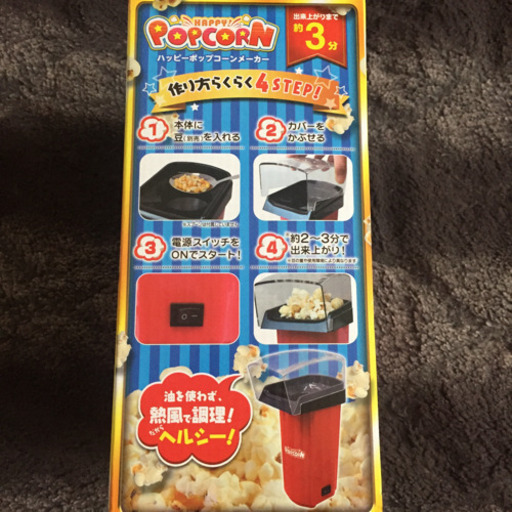 HAPPY!
POPCORN
ハッピーポップコーンメーカー
出来上がりまで
約3分
作り方らくらく4STEP!
1 本体に
豆(別売)を入れる
2 カバーを
かぶせる
3 電源スイッチを
ONでスタート!
4 約2〜3分で
出来上がり!
油を使わず、
熱風で調理!
だから
ヘルシー!
POPCORN